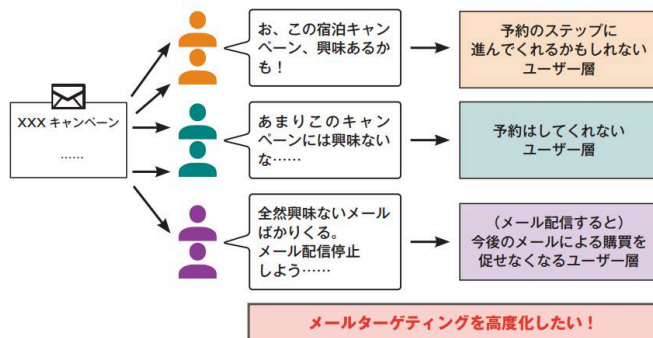 XXX キャンペーン
……
お、この宿泊キャン
ペーン、興味あるか
も！
予約のステップに
進んでくれるかもしれない
ユーザー層
あまりこのキャン
ペーンには興味ない
な……
予約はしてくれない
ユーザー層
全然興味ないメール
ばかりくる。
メール配信停止
しよう……
（メール配信すると）
今後のメールによる購買を
促せなくなるユーザー層
メールターゲティングを高度化したい！